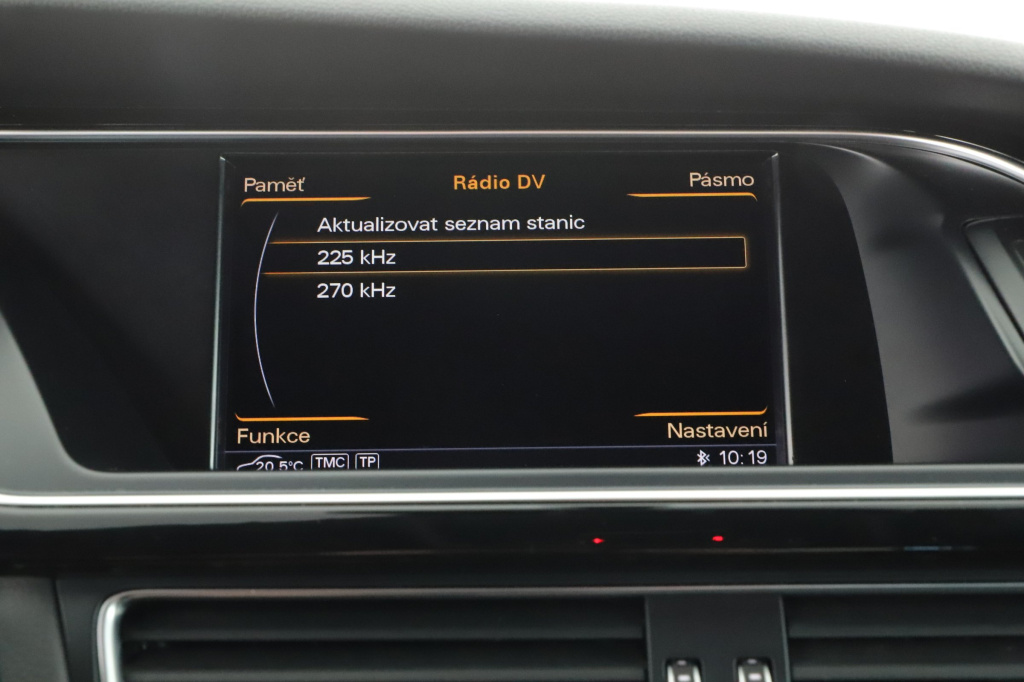 Paměť Rádio DV Pásmo
Aktualizovat seznam stanic
225 kHz
270 kHz
Funkce Nastavení
20.5°C TMC TP 10:19